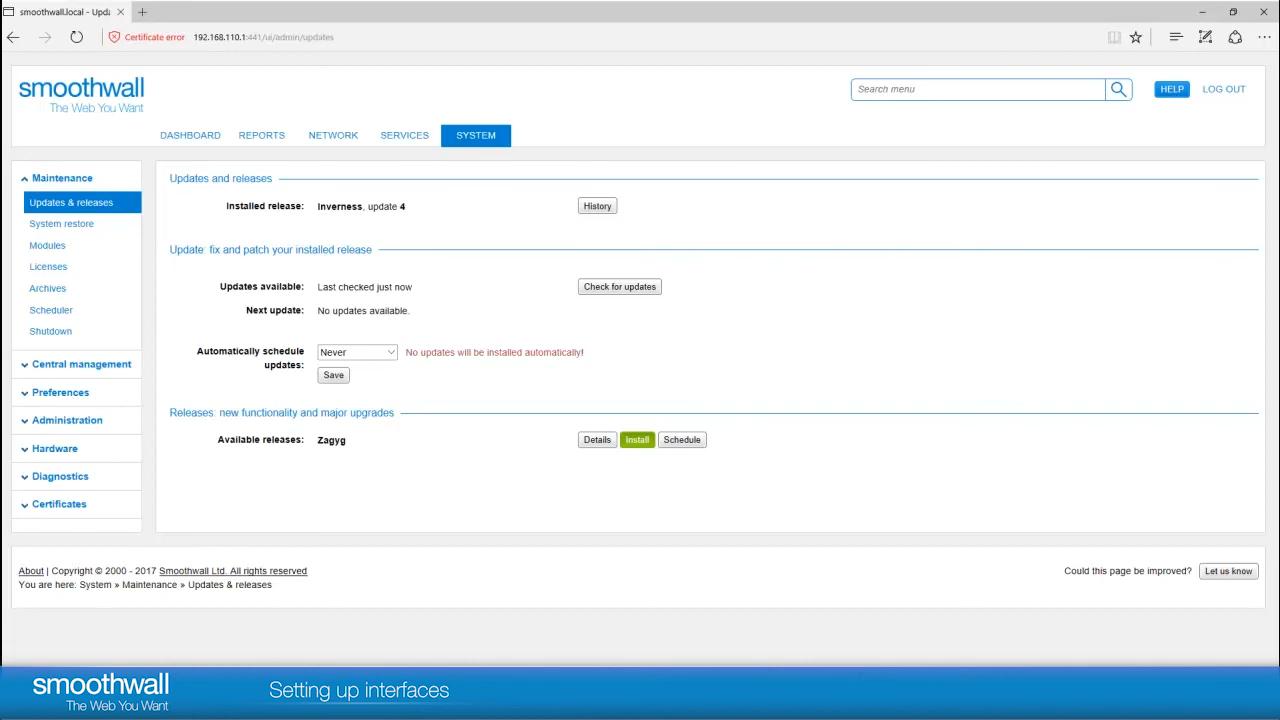 smoothwall.local - Upda
Certificate error 192.168.110.1:441/ui/admin/updates
smoothwall
The Web You Want
Search menu
HELP
LOG OUT
DASHBOARD REPORTS NETWORK SERVICES SYSTEM
Maintenance
Updates & releases
System restore
Modules
Licenses
Archives
Scheduler
Shutdown
Central management
Preferences
Administration
Hardware
Diagnostics
Certificates
Updates and releases
Installed release: Inverness, update 4 History
Update: fix and patch your installed release
Updates available: Last checked just now Check for updates
Next update: No updates available.
Automatically schedule
updates:
Never No updates will be installed automatically!
Save
Releases: new functionality and major upgrades
Available releases: Zagyg Details Install Schedule
About | Copyright © 2000 - 2017 Smoothwall Ltd. All rights reserved
You are here: System » Maintenance » Updates & releases
Could this page be improved? Let us know
smoothwall
The Web You Want
Setting up interfaces